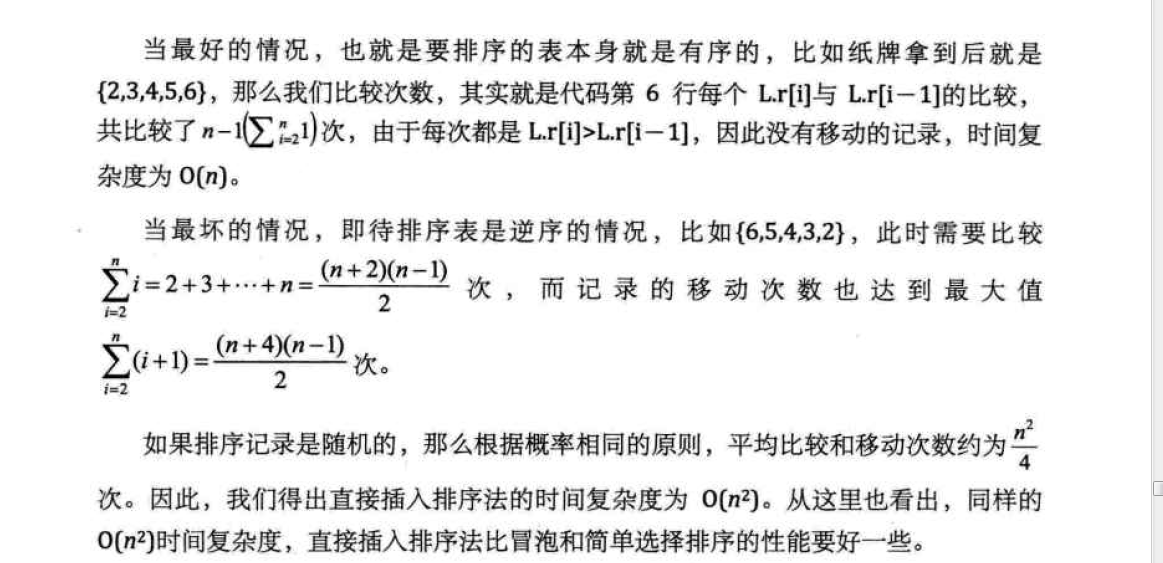 当最好的情况，也就是要排序的表本身就是有序的，比如纸牌拿到后就是
{2,3,4,5,6}，那么我们比较次数，其实就是代码第 6 行每个 L.r[i]与 L.r[i－1]的比较，
共比较了 n−1(∑ⁿᵢ₌₂1)次，由于每次都是 L.r[i]>L.r[i－1]，因此没有移动的记录，时间复
杂度为 O(n)。
当最坏的情况，即待排序表是逆序的情况，比如{6,5,4,3,2}，此时需要比较
∑ⁿᵢ₌₂ i=2+3+⋯+n=(n+2)(n−1)/2 次，而记录的移动次数也达到最大值
∑ⁿᵢ₌₂ (i+1)=(n+4)(n−1)/2 次。
如果排序记录是随机的，那么根据概率相同的原则，平均比较和移动次数约为 n²/4
次。因此，我们得出直接插入排序法的时间复杂度为 O(n²)。从这里也看出，同样的
O(n²)时间复杂度，直接插入排序法比冒泡和简单选择排序的性能要好一些。